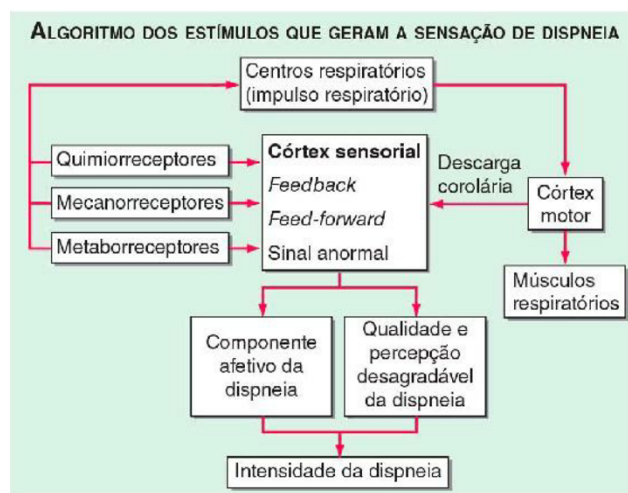 ALGORITMO DOS ESTÍMULOS QUE GERAM A SENSAÇÃO DE DISPNEIA
Centros respiratórios
(impulso respiratório)
Quimiorreceptores
Mecanorreceptores
Metaborreceptores
Córtex sensorial
Feedback
Feed-forward
Sinal anormal
Descarga
corolária
Córtex
motor
Músculos
respiratórios
Componente
afetivo da
dispneia
Qualidade e
percepção
desagradável
da dispneia
Intensidade da dispneia